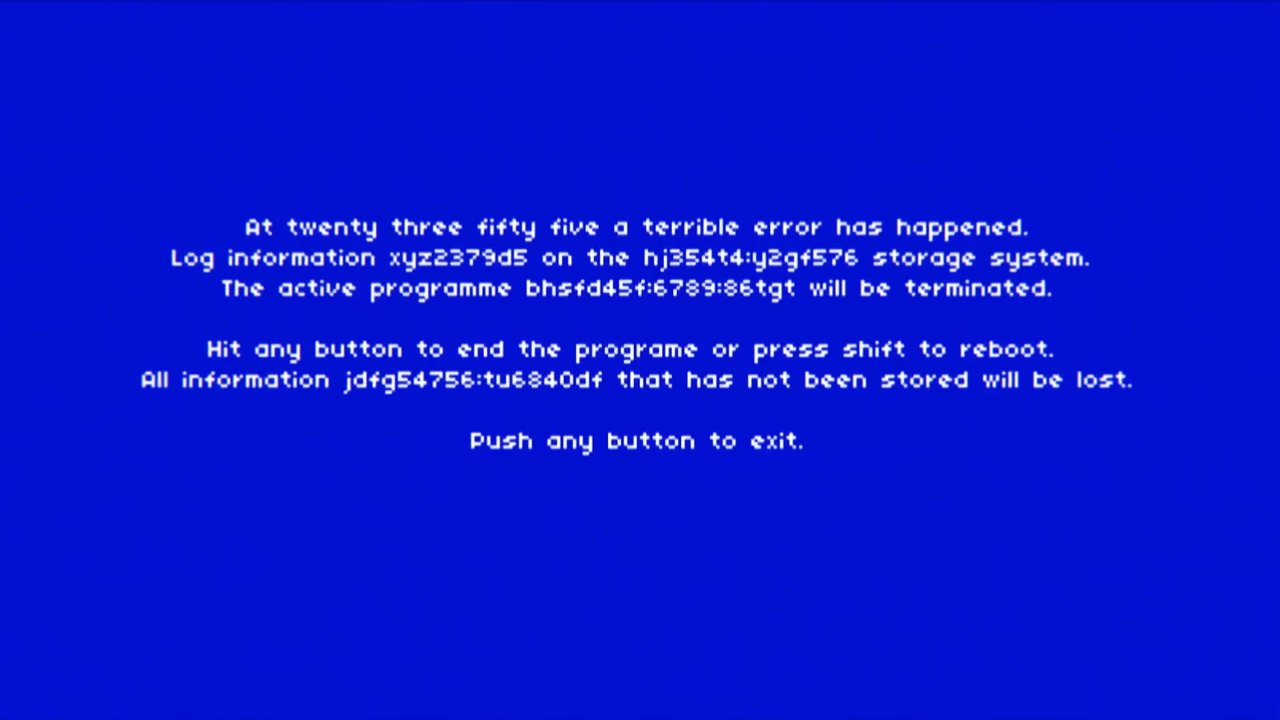 At twenty three fifty five a terrible error has happened.
Log information xyz2379d5 on the hj354t4:y2gf576 storage system.
The active programme bhsfd45f:6789:86tgt will be terminated.
Hit any button to end the programe or press shift to reboot.
All information jdfg54756:tu6840df that has not been stored will be lost.
Push any button to exit.